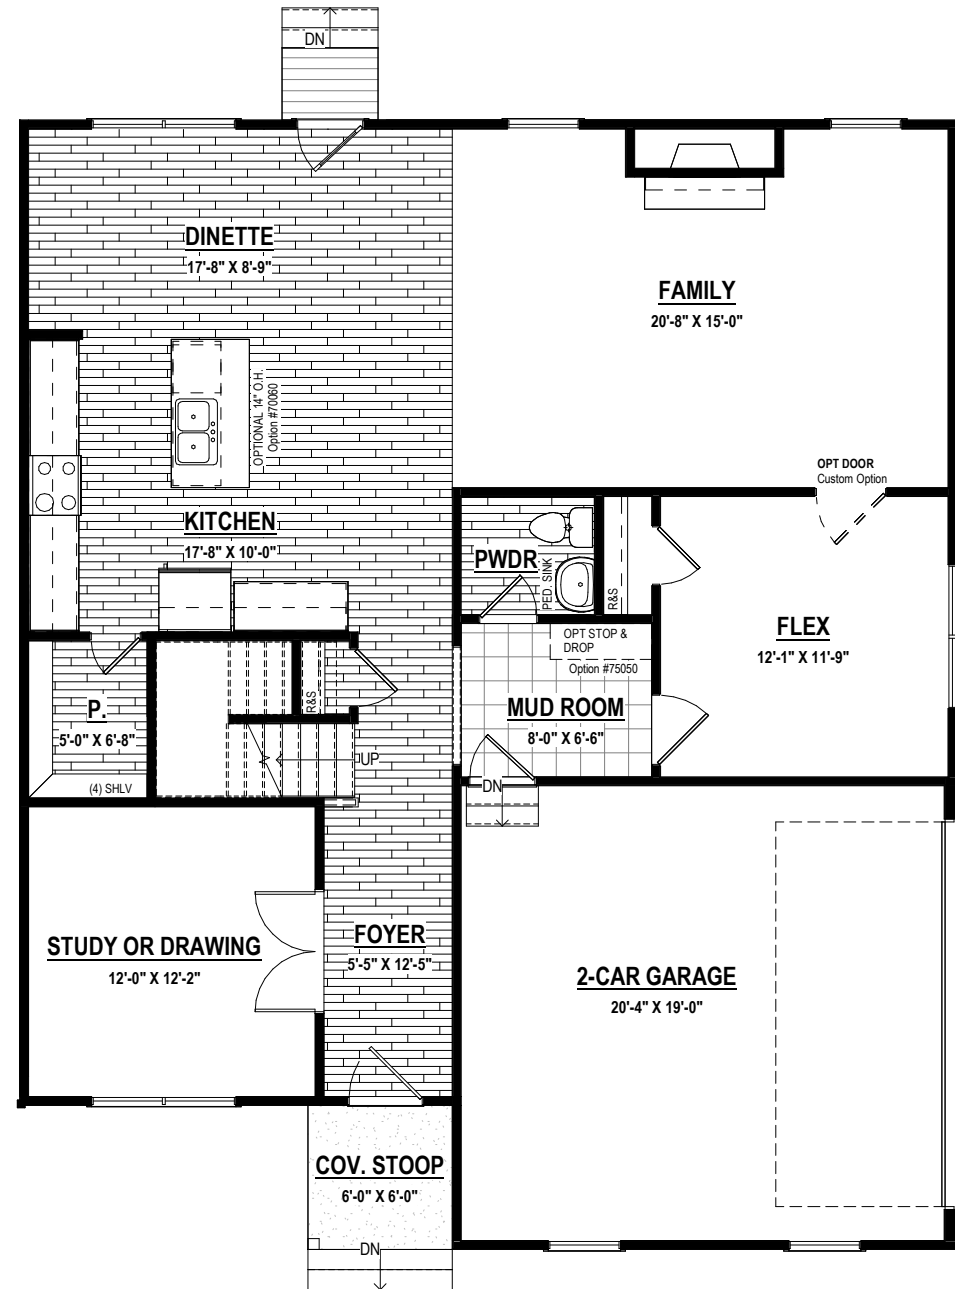 DN
DINETTE
17'-8" X 8'-9"
FAMILY
20'-8" X 15'-0"
OPTIONAL 14" O.H.
Option #70060
OPT DOOR
Custom Option
KITCHEN
17'-8" X 10'-0"
PWDR
PED. SINK
R&S
FLEX
12'-1" X 11'-9"
OPT STOP &
DROP
Option #75050
MUD ROOM
8'-0" X 6'-6"
R&S
P.
5'-0" X 6'-8"
(4) SHLV
UP
DN
STUDY OR DRAWING
12'-0" X 12'-2"
FOYER
5'-5" X 12'-5"
2-CAR GARAGE
20'-4" X 19'-0"
COV. STOOP
6'-0" X 6'-0"
DN